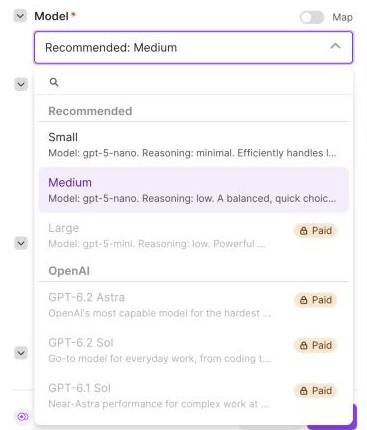 Model *
Map
Recommended: Medium
Recommended
Small
Model: gpt-5-nano. Reasoning: minimal. Efficiently handles l...
Medium
Model: gpt-5-nano. Reasoning: low. A balanced, quick choic...
Large
Model: gpt-5-mini. Reasoning: low. Powerful ...
Paid
OpenAI
GPT-6.2 Astra
OpenAI's most capable model for the hardest ...
Paid
GPT-6.2 Sol
Go-to model for everyday work, from coding t...
Paid
GPT-6.1 Sol
Near-Astra performance for complex work at ...
Paid